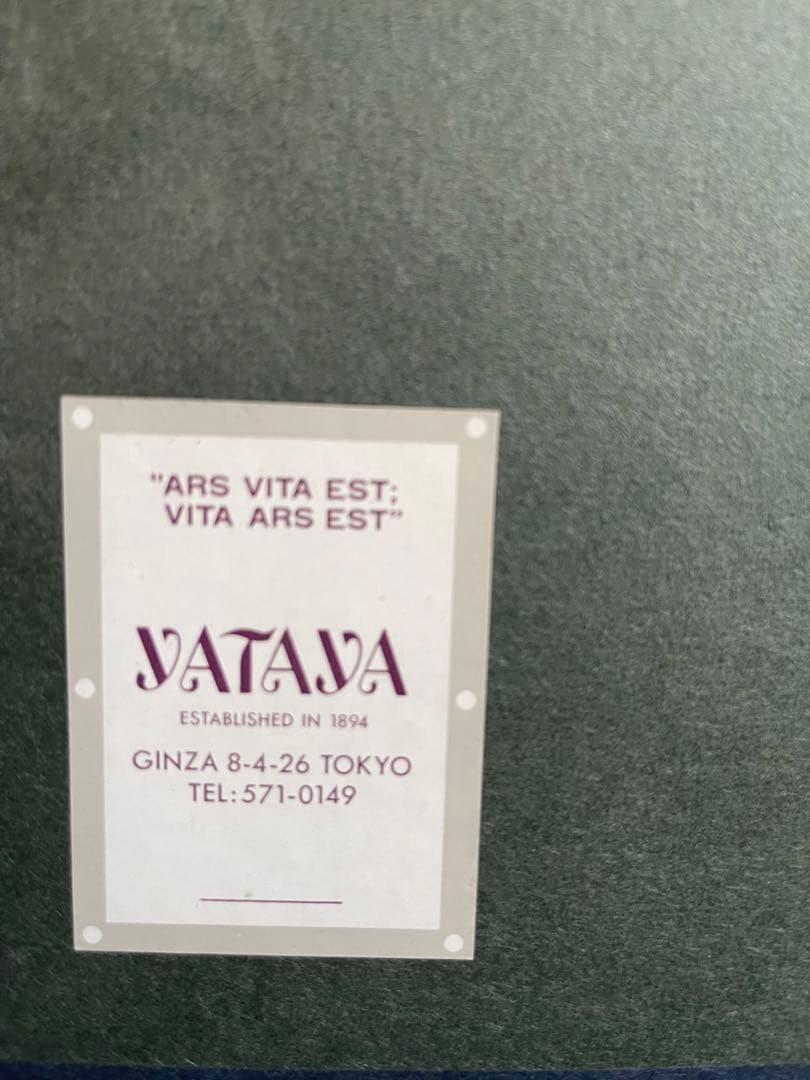 "ARS VITA EST;
VITA ARS EST"
YATAYA
ESTABLISHED IN 1894
GINZA 8-4-26 TOKYO
TEL:571-0149